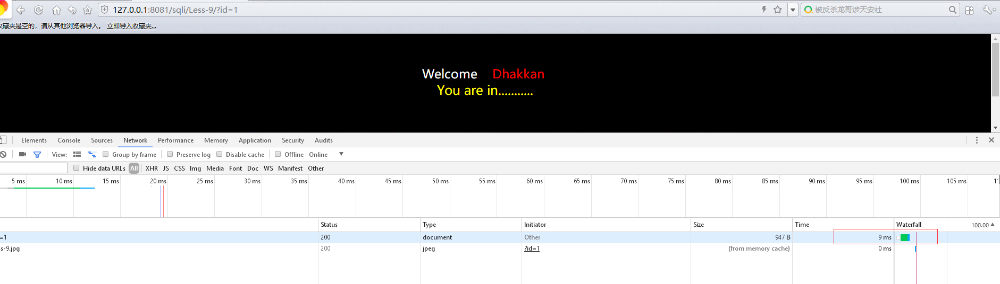 127.0.0.1:8081/sqli/Less-9/?id=1 被反杀龙哥涉天安社
收藏夹是空的，请从其他浏览器导入。 立即导入收藏夹...
Welcome Dhakkan
You are in...........
Elements Console Sources Network Performance Memory Application Security Audits
View: Group by frame Preserve log Disable cache Offline Online
Hide data URLs All XHR JS CSS Img Media Font Doc WS Manifest Other
5 ms 10 ms 15 ms 20 ms 25 ms 30 ms 35 ms 40 ms 45 ms 50 ms 55 ms 60 ms 65 ms 70 ms 75 ms 80 ms 85 ms 90 ms 95 ms 100 ms 105 ms 11
Status Type Initiator Size Time Waterfall 100.00
=1 200 document Other 947 B 9 ms
s-9.jpg 200 jpeg ?id=1 (from memory cache) 0 ms